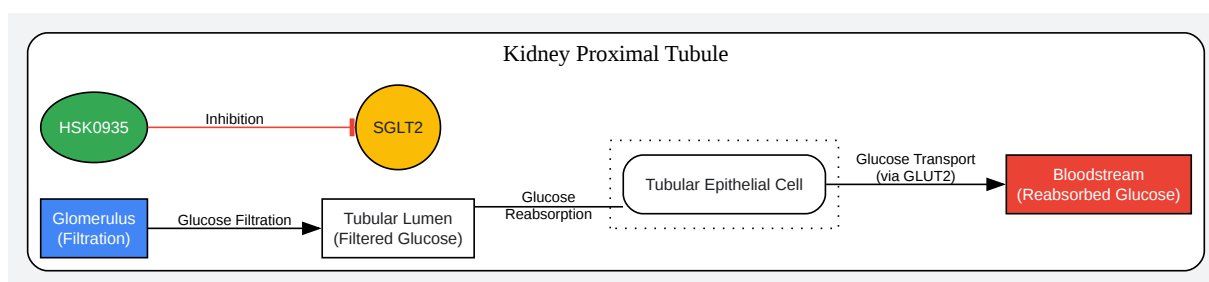 Kidney Proximal Tubule
HSK0935
Inhibition
SGLT2
Glomerulus
(Filtration)
Glucose Filtration
Tubular Lumen
(Filtered Glucose)
Glucose
Reabsorption
Tubular Epithelial Cell
Glucose Transport
(via GLUT2)
Bloodstream
(Reabsorbed Glucose)